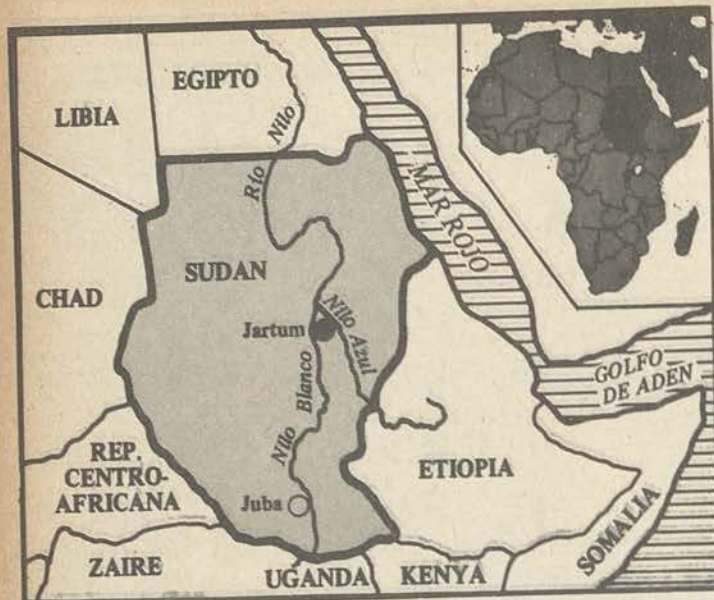 EGIPTO
LIBIA
Río Nilo
MAR ROJO
SUDAN
CHAD
Jartum
Nilo Azul
Nilo Blanco
GOLFO
DE ADEN
REP.
CENTRO-
AFRICANA
ETIOPIA
Juba
SOMALIA
ZAIRE
UGANDA
KENYA